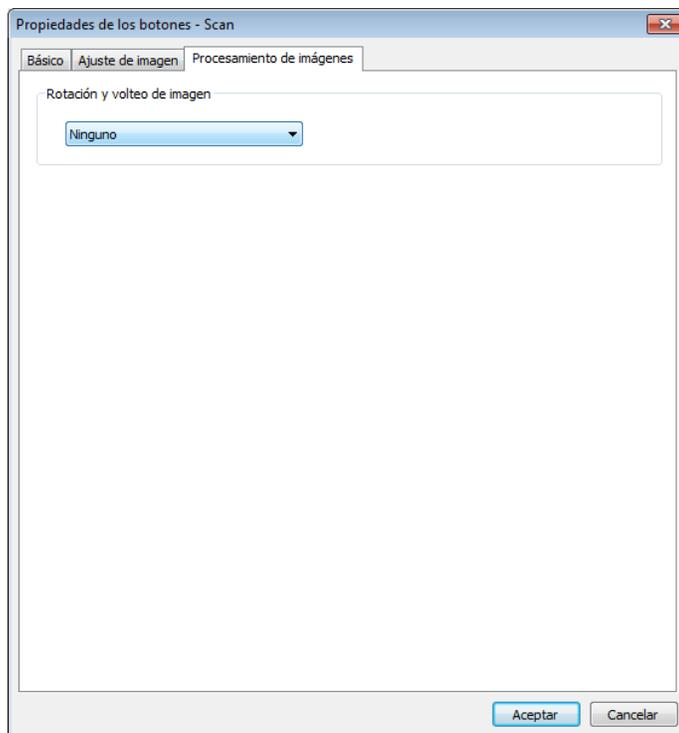 Propiedades de los botones - Scan
Básico Ajuste de imagen Procesamiento de imágenes
Rotación y volteo de imagen
Ninguno
Aceptar Cancelar